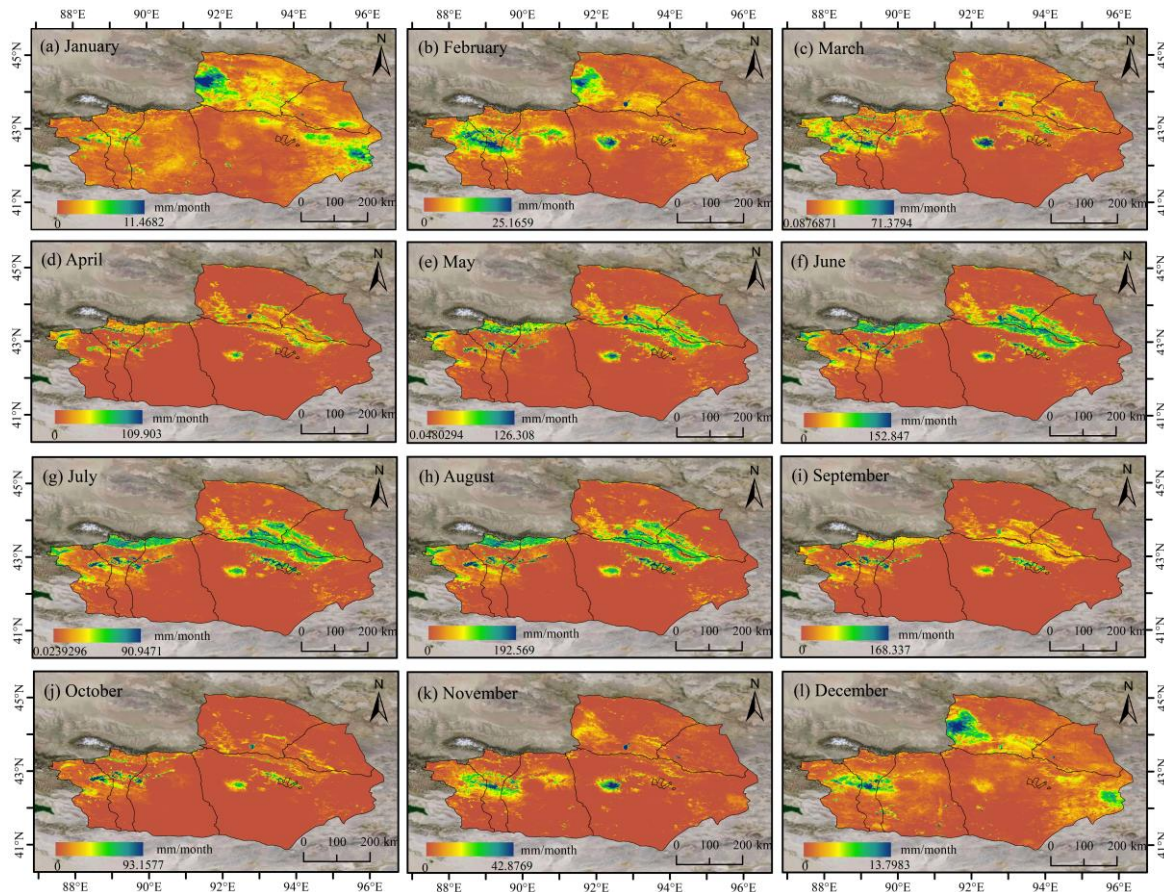 88°E 90°E 92°E 94°E 96°E 88°E 90°E 92°E 94°E 96°E 88°E 90°E 92°E 94°E 96°E
(a) January
N
45°N
43°N
41°N
mm/month
0 11.4682
0 100 200 km
(b) February
N
mm/month
0 25.1659
0 100 200 km
(c) March
N
45°N
43°N
41°N
mm/month
0.0876871 71.3794
0 100 200 km
(d) April
N
45°N
43°N
41°N
mm/month
0 109.903
0 100 200 km
(e) May
N
mm/month
0.0480294 126.308
0 100 200 km
(f) June
N
45°N
43°N
41°N
mm/month
0 152.847
0 100 200 km
(g) July
N
45°N
43°N
41°N
mm/month
0.0239296 90.9471
0 100 200 km
(h) August
N
mm/month
0 192.569
0 100 200 km
(i) September
N
45°N
43°N
41°N
mm/month
0 168.337
0 100 200 km
(j) October
N
45°N
43°N
41°N
mm/month
0 93.1577
0 100 200 km
(k) November
N
mm/month
0 42.8769
0 100 200 km
(l) December
N
45°N
43°N
41°N
mm/month
0 13.7983
0 100 200 km
88°E 90°E 92°E 94°E 96°E 88°E 90°E 92°E 94°E 96°E 88°E 90°E 92°E 94°E 96°E